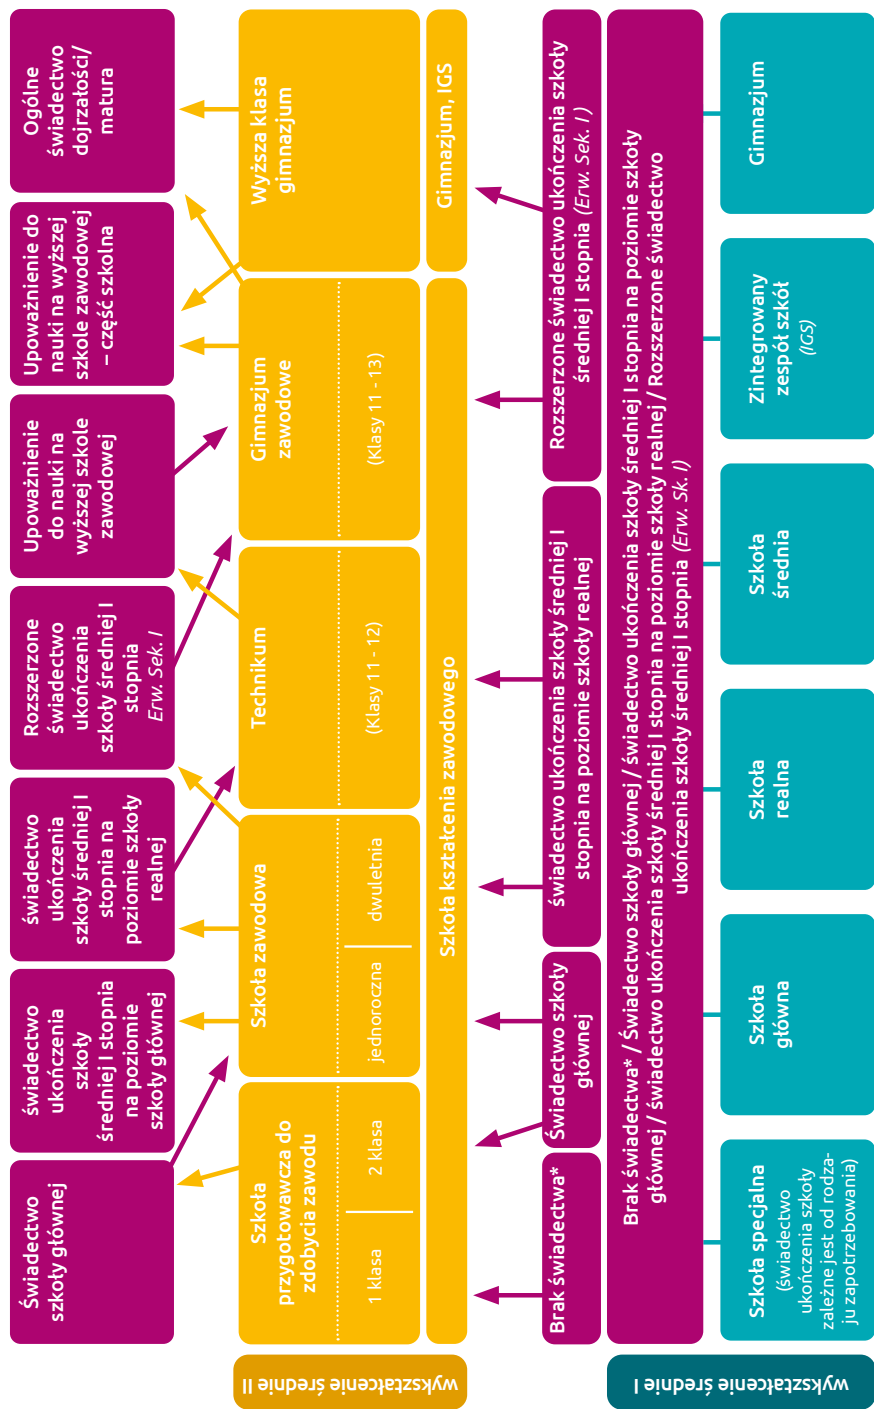 Świadectwo
szkoły głównej
świadectwo
ukończenia
szkoły
średniej I stopnia
na poziomie
szkoły głównej
świadectwo
ukończenia
szkoły średniej I
stopnia na
poziomie szkoły
realnej
Rozszerzone
świadectwo
ukończenia
szkoły średniej I
stopnia
Erw. Sek. I
Upoważnienie
do nauki na
wyższej szkole
zawodowej
Upoważnienie do
nauki na wyższej
szkole zawodowej
– część szkolna
Ogólne
świadectwo
dojrzałości/
matura
wykształcenie średnie II
Szkoła
przygotowawcza do
zdobycia zawodu
1 klasa
2 klasa
Szkoła zawodowa
jednoroczna
dwuletnia
Technikum
(Klasy 11 - 12)
Gimnazjum
zawodowe
(Klasy 11 - 13)
Wyższa klasa
gimnazjum
Szkoła kształcenia zawodowego
Gimnazjum, IGS
Brak świadectwa*
Świadectwo szkoły
głównej
świadectwo ukończenia szkoły średniej I
stopnia na poziomie szkoły realnej
Rozszerzone świadectwo ukończenia szkoły
średniej I stopnia (Erw. Sek. I )
wykształcenie średnie I
Brak świadectwa* / Świadectwo szkoły głównej / świadectwo ukończenia szkoły średniej I stopnia na poziomie szkoły
głównej / świadectwo ukończenia szkoły średniej I stopnia na poziomie szkoły realnej / Rozszerzone świadectwo
ukończenia szkoły średniej I stopnia (Erw. Sk. I)
Szkoła specjalna
(świadectwo
ukończenia szkoły
zależne jest od rodza-
ju zapotrzebowania)
Szkoła
główna
Szkoła
realna
Szkoła
średnia
Zintegrowany
zespół szkół
(IGS)
Gimnazjum